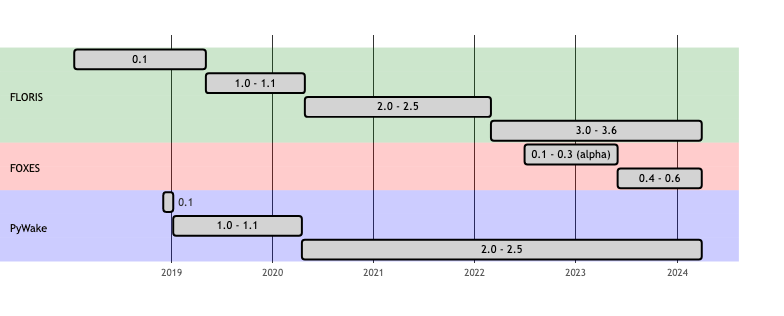 0.1
1.0 - 1.1
FLORIS
2.0 - 2.5
3.0 - 3.6
0.1 - 0.3 (alpha)
FOXES
0.4 - 0.6
0.1
1.0 - 1.1
PyWake
2.0 - 2.5
2019 2020 2021 2022 2023 2024